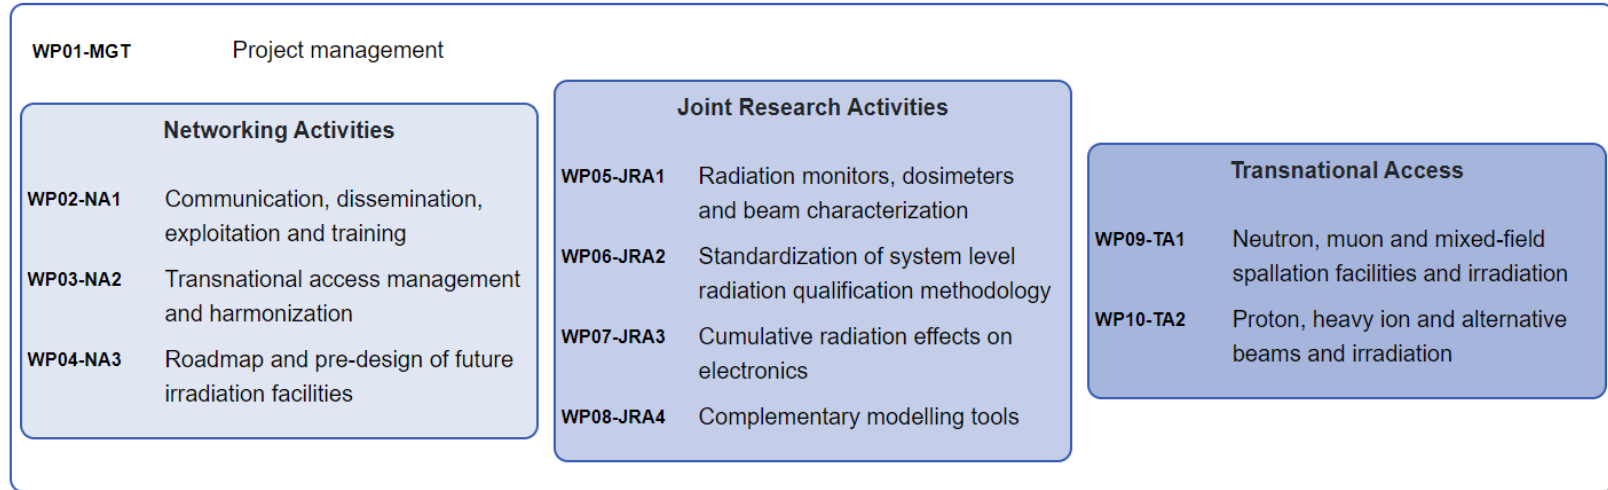 WP01-MGT Project management
Networking Activities
WP02-NA1 Communication, dissemination,
exploitation and training
WP03-NA2 Transnational access management
and harmonization
WP04-NA3 Roadmap and pre-design of future
irradiation facilities
Joint Research Activities
WP05-JRA1 Radiation monitors, dosimeters
and beam characterization
WP06-JRA2 Standardization of system level
radiation qualification methodology
WP07-JRA3 Cumulative radiation effects on
electronics
WP08-JRA4 Complementary modelling tools
Transnational Access
WP09-TA1 Neutron, muon and mixed-field
spallation facilities and irradiation
WP10-TA2 Proton, heavy ion and alternative
beams and irradiation